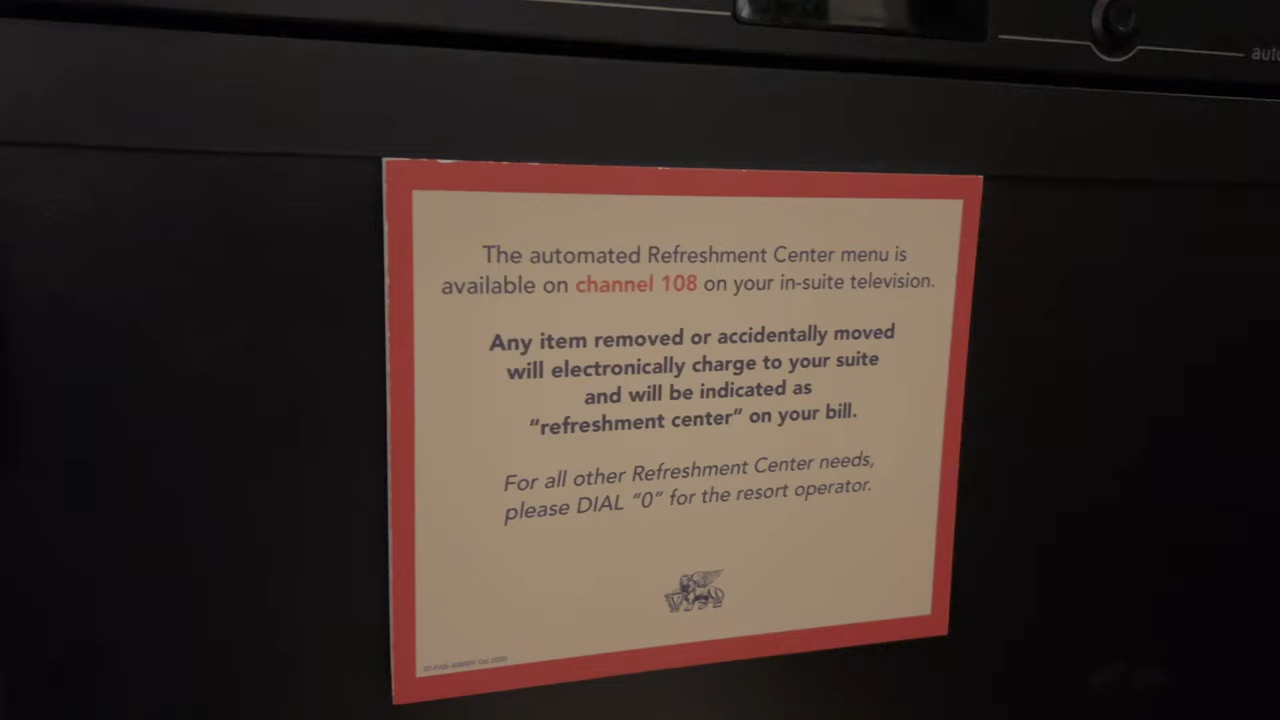 auto
The automated Refreshment Center menu is
available on channel 108 on your in-suite television.
Any item removed or accidentally moved
will electronically charge to your suite
and will be indicated as
“refreshment center” on your bill.
For all other Refreshment Center needs,
please DIAL “0” for the resort operator.